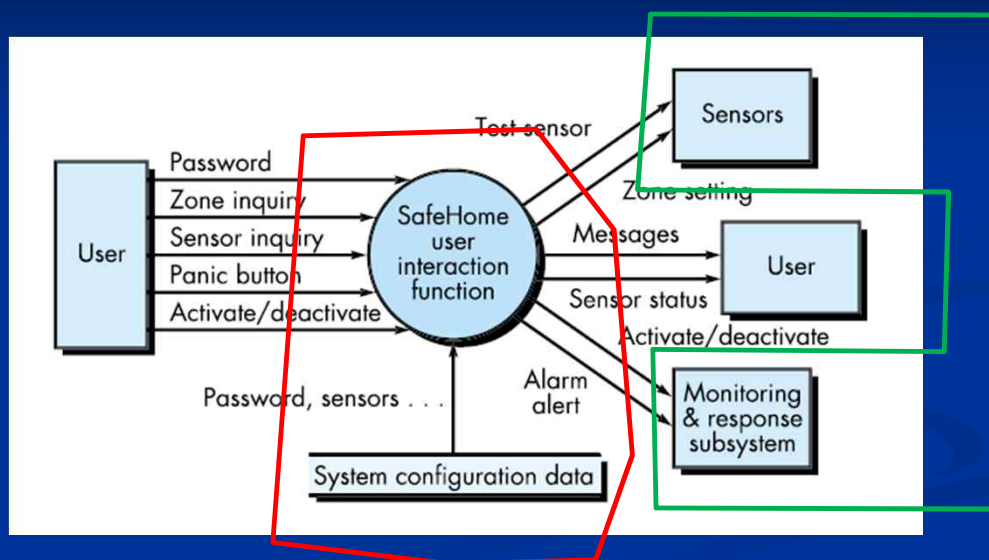 User
Password
Zone inquiry
Sensor inquiry
Panic button
Activate/deactivate
SafeHome
user
interaction
function
Password, sensors . . .
System configuration data
Test sensor
Zone setting
Sensors
Messages
Sensor status
User
Activate/deactivate
Alarm
alert
Monitoring
& response
subsystem